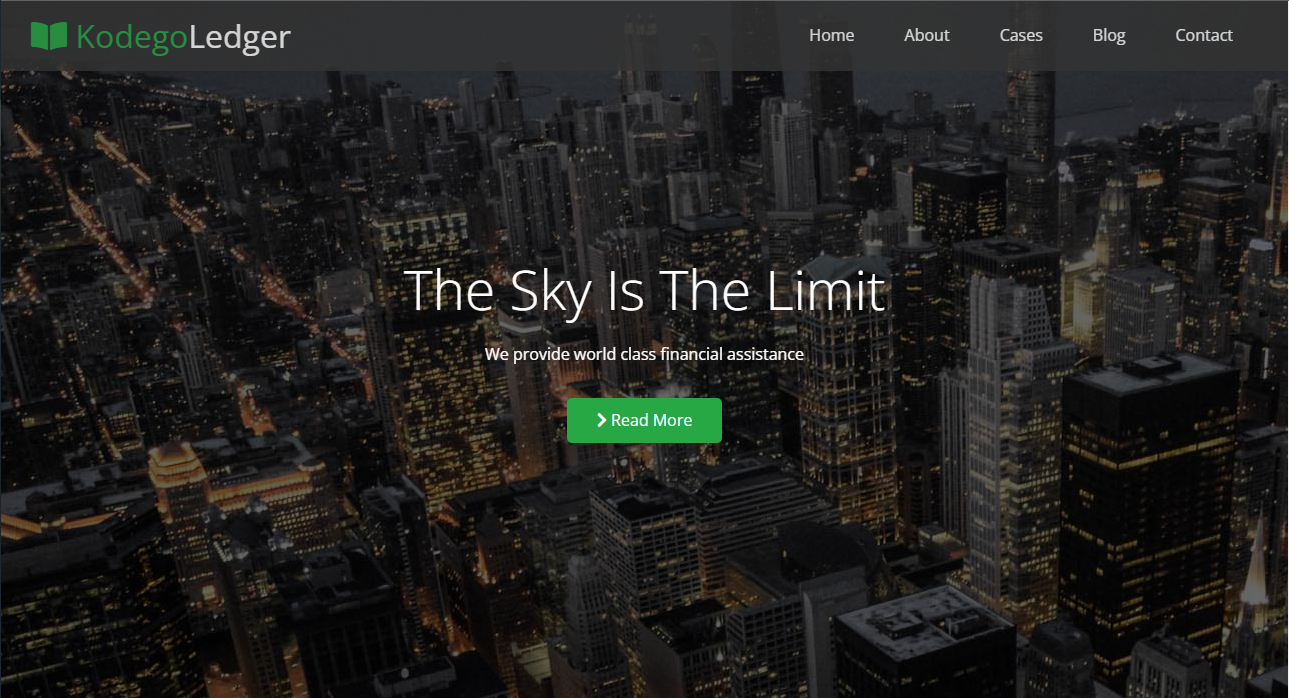 KodegoLedger
Home About Cases Blog Contact
The Sky Is The Limit
We provide world class financial assistance
Read More